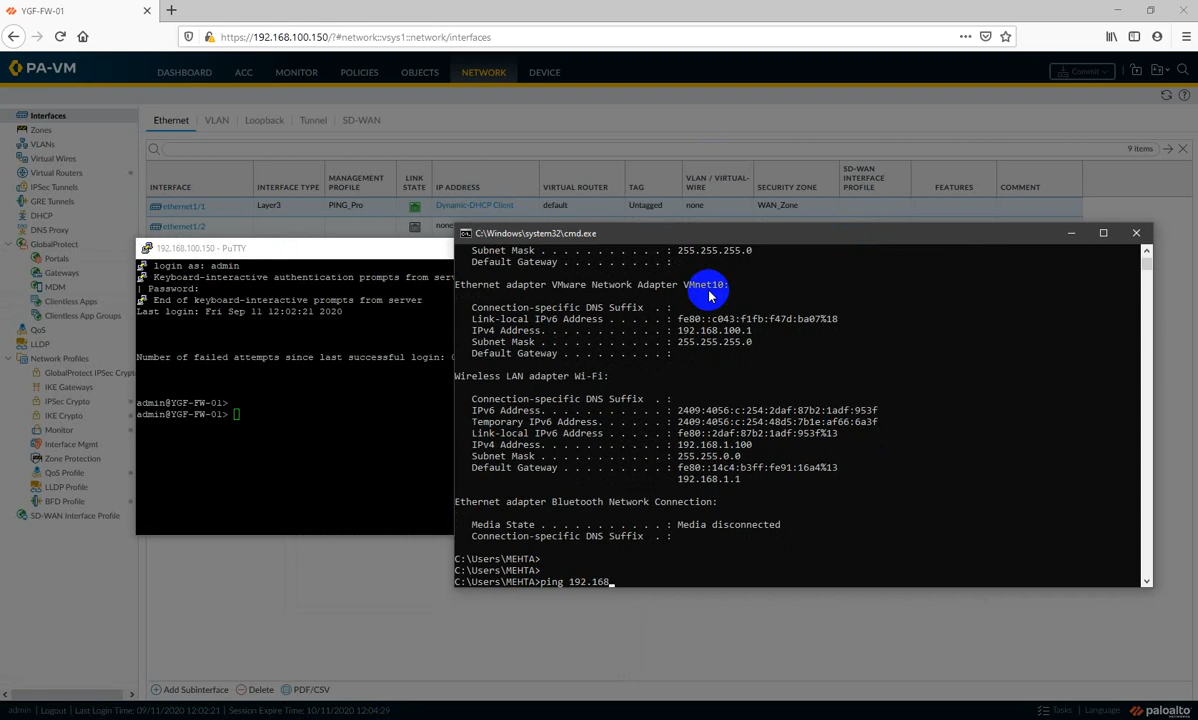 YGF-FW-01
https://192.168.100.150/?#network::vsys1::network/interfaces
PA-VM
DASHBOARD ACC MONITOR POLICIES OBJECTS NETWORK DEVICE
Commit
Interfaces
Zones
VLANs
Virtual Wires
Virtual Routers
IPSec Tunnels
GRE Tunnels
DHCP
DNS Proxy
GlobalProtect
Portals
Gateways
MDM
Clientless Apps
Clientless App Groups
QoS
LLDP
Network Profiles
GlobalProtect IPSec Crypt
IKE Gateways
IPSec Crypto
IKE Crypto
Monitor
Interface Mgmt
Zone Protection
QoS Profile
LLDP Profile
BFD Profile
SD-WAN Interface Profile
Ethernet VLAN Loopback Tunnel SD-WAN
9 items
INTERFACE INTERFACE TYPE MANAGEMENT PROFILE LINK STATE IP ADDRESS VIRTUAL ROUTER TAG VLAN / VIRTUAL-WIRE SECURITY ZONE SD-WAN INTERFACE PROFILE FEATURES COMMENT
ethernet1/1 Layer3 PING_Pro Dynamic-DHCP Client default Untagged none WAN_Zone
ethernet1/2 none
192.168.100.150 - PuTTY
login as: admin
Keyboard-interactive authentication prompts from serv
| Password:
End of keyboard-interactive prompts from server
Last login: Fri Sep 11 12:02:21 2020
Number of failed attempts since last successful login:
admin@YGF-FW-01>
admin@YGF-FW-01>
C:\Windows\system32\cmd.exe
Subnet Mask . . . . . . . . . . . : 255.255.255.0
Default Gateway . . . . . . . . . :
Ethernet adapter VMware Network Adapter VMnet10:
Connection-specific DNS Suffix . :
Link-local IPv6 Address . . . . . : fe80::c043:f1fb:f47d:ba07%18
IPv4 Address. . . . . . . . . . . : 192.168.100.1
Subnet Mask . . . . . . . . . . . : 255.255.255.0
Default Gateway . . . . . . . . . :
Wireless LAN adapter Wi-Fi:
Connection-specific DNS Suffix . :
IPv6 Address. . . . . . . . . . . : 2409:4056:c:254:2daf:87b2:1adf:953f
Temporary IPv6 Address. . . . . . : 2409:4056:c:254:48d5:7b1e:af66:6a3f
Link-local IPv6 Address . . . . . : fe80::2daf:87b2:1adf:953f%13
IPv4 Address. . . . . . . . . . . : 192.168.1.100
Subnet Mask . . . . . . . . . . . : 255.255.0.0
Default Gateway . . . . . . . . . : fe80::14c4:b3ff:fe91:16a4%13
192.168.1.1
Ethernet adapter Bluetooth Network Connection:
Media State . . . . . . . . . . . : Media disconnected
Connection-specific DNS Suffix . :
C:\Users\MEHTA>
C:\Users\MEHTA>
C:\Users\MEHTA>ping 192.168
Add Subinterface Delete PDF/CSV
admin | Logout | Last Login Time: 09/11/2020 12:02:21 | Session Expire Time: 10/11/2020 12:04:29
Tasks | Language
paloalto
NETWORKS